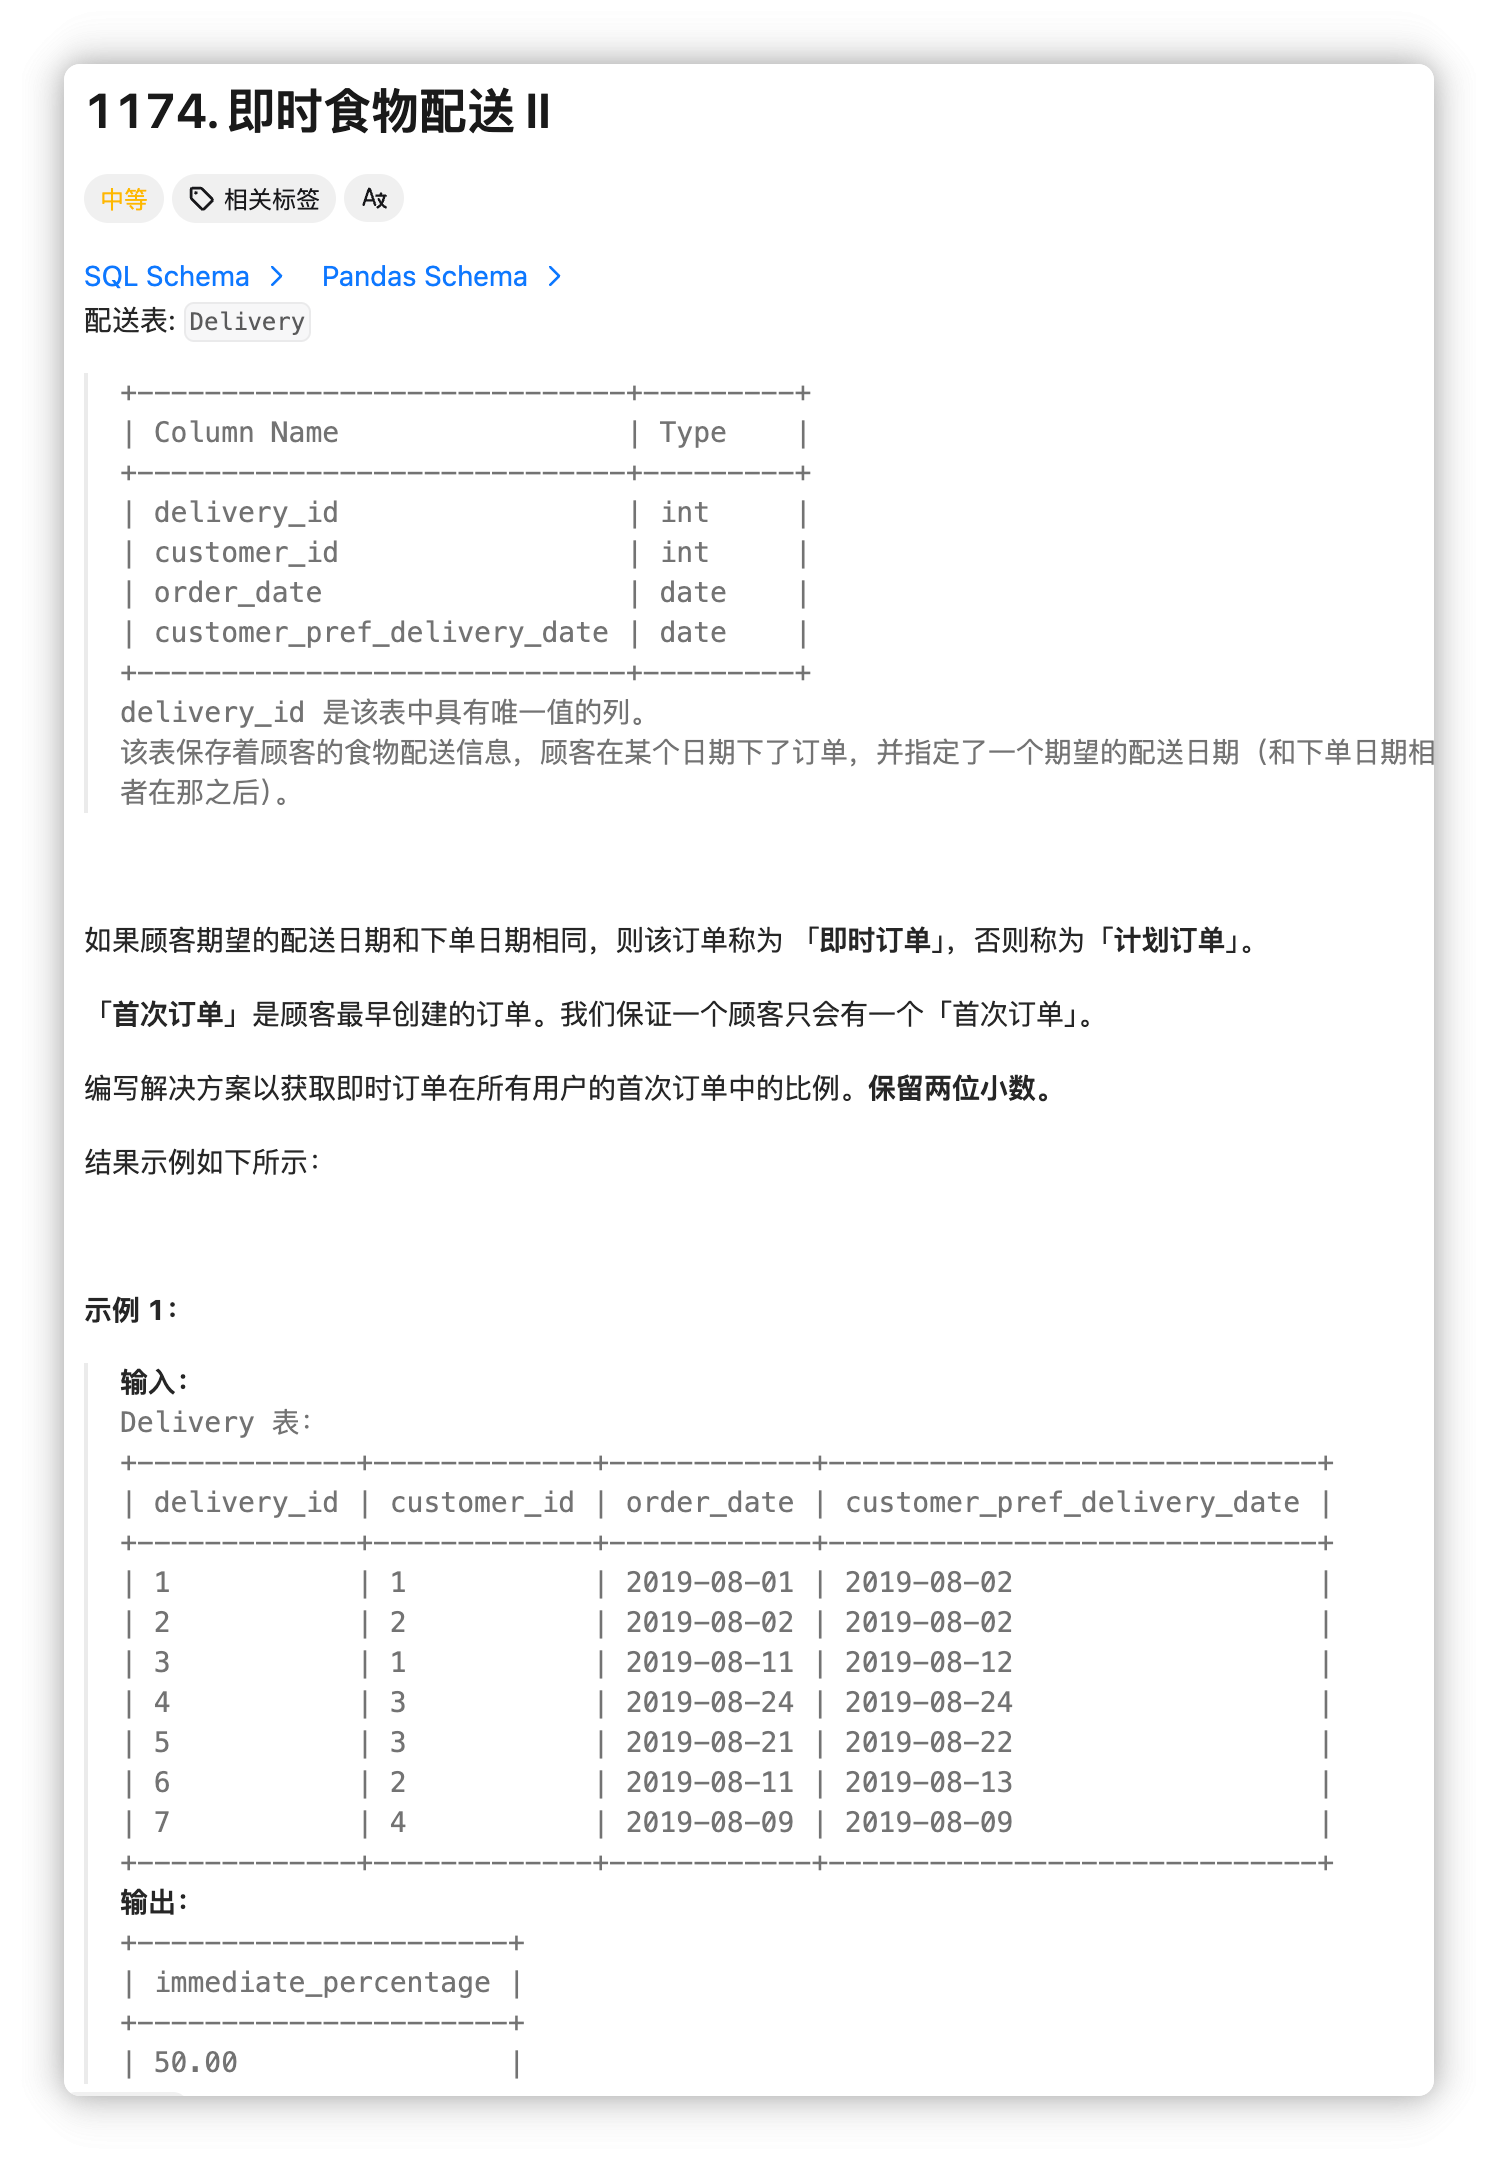 1174. 即时食物配送 II
中等 相关标签
SQL Schema > Pandas Schema >
配送表: Delivery
+-----------------------------+---------+
| Column Name                 | Type    |
+-----------------------------+---------+
| delivery_id                 | int     |
| customer_id                 | int     |
| order_date                  | date    |
| customer_pref_delivery_date | date    |
+-----------------------------+---------+
delivery_id 是该表中具有唯一值的列。
该表保存着顾客的食物配送信息，顾客在某个日期下了订单，并指定了一个期望的配送日期（和下单日期相
者在那之后）。
如果顾客期望的配送日期和下单日期相同，则该订单称为 「即时订单」，否则称为「计划订单」。
「首次订单」是顾客最早创建的订单。我们保证一个顾客只会有一个「首次订单」。
编写解决方案以获取即时订单在所有用户的首次订单中的比例。保留两位小数。
结果示例如下所示：
示例 1：
输入：
Delivery 表：
+-------------+-------------+------------+-----------------------------+
| delivery_id | customer_id | order_date | customer_pref_delivery_date |
+-------------+-------------+------------+-----------------------------+
| 1           | 1           | 2019-08-01 | 2019-08-02                  |
| 2           | 2           | 2019-08-02 | 2019-08-02                  |
| 3           | 1           | 2019-08-11 | 2019-08-12                  |
| 4           | 3           | 2019-08-24 | 2019-08-24                  |
| 5           | 3           | 2019-08-21 | 2019-08-22                  |
| 6           | 2           | 2019-08-11 | 2019-08-13                  |
| 7           | 4           | 2019-08-09 | 2019-08-09                  |
+-------------+-------------+------------+-----------------------------+
输出：
+----------------------+
| immediate_percentage |
+----------------------+
| 50.00                |